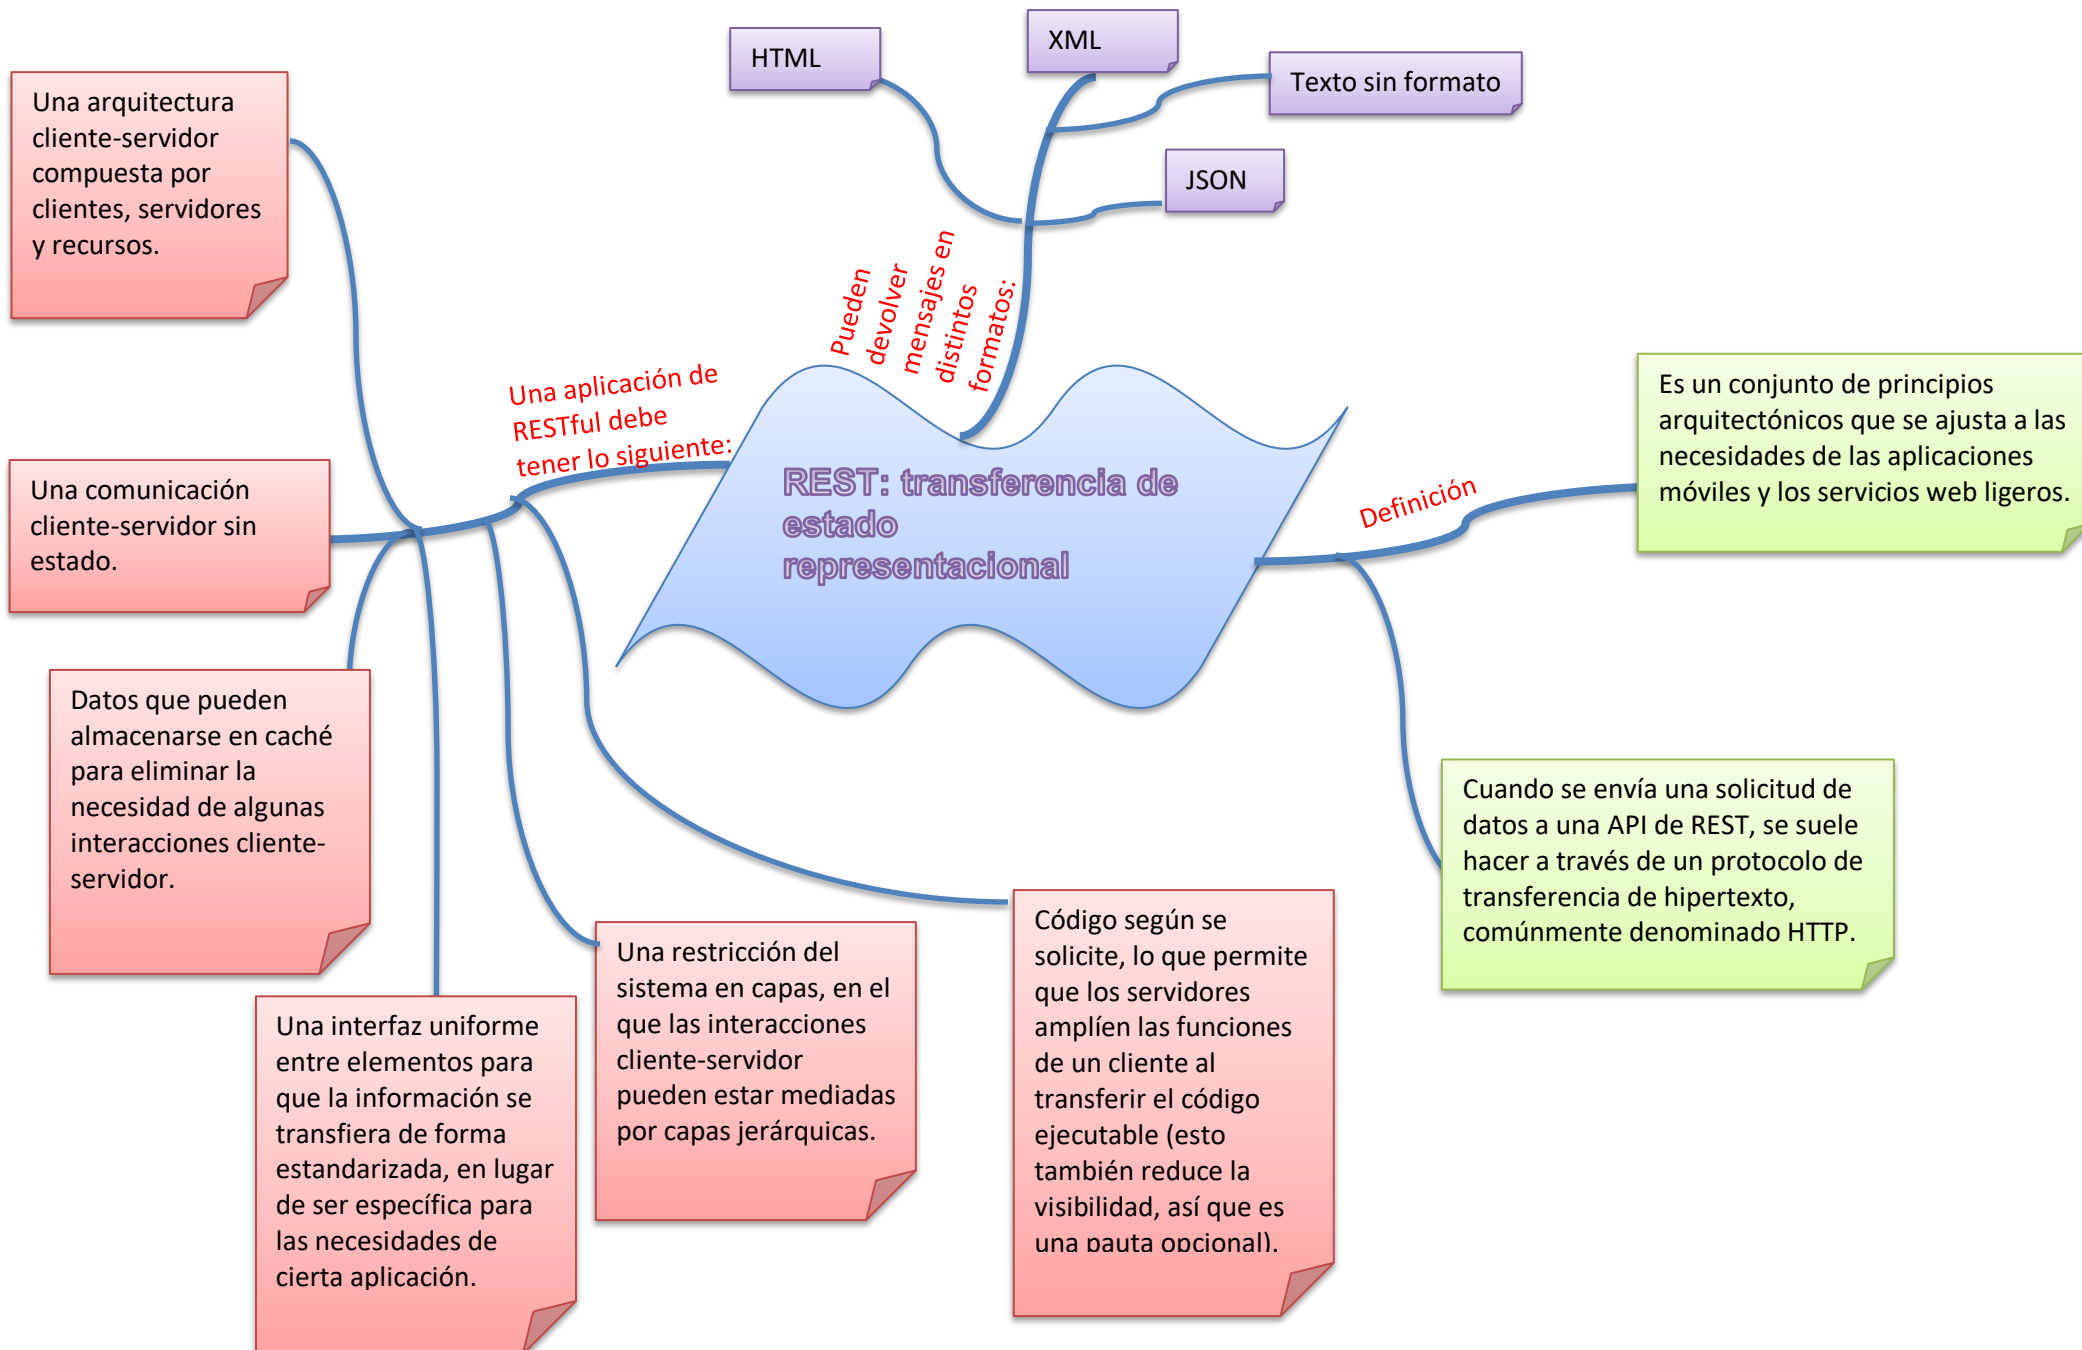 HTML
XML
Texto sin formato
JSON
Pueden
devolver
mensajes en
distintos
formatos:
Una arquitectura
cliente-servidor
compuesta por
clientes, servidores
y recursos.
Una aplicación de
RESTful debe
tener lo siguiente:
REST: transferencia de
estado
representacional
Definición
Es un conjunto de principios
arquitectónicos que se ajusta a las
necesidades de las aplicaciones
móviles y los servicios web ligeros.
Una comunicación
cliente-servidor sin
estado.
Datos que pueden
almacenarse en caché
para eliminar la
necesidad de algunas
interacciones cliente-
servidor.
Cuando se envía una solicitud de
datos a una API de REST, se suele
hacer a través de un protocolo de
transferencia de hipertexto,
comúnmente denominado HTTP.
Una interfaz uniforme
entre elementos para
que la información se
transfiera de forma
estandarizada, en lugar
de ser específica para
las necesidades de
cierta aplicación.
Una restricción del
sistema en capas, en el
que las interacciones
cliente-servidor
pueden estar mediadas
por capas jerárquicas.
Código según se
solicite, lo que permite
que los servidores
amplíen las funciones
de un cliente al
transferir el código
ejecutable (esto
también reduce la
visibilidad, así que es
una pauta opcional).